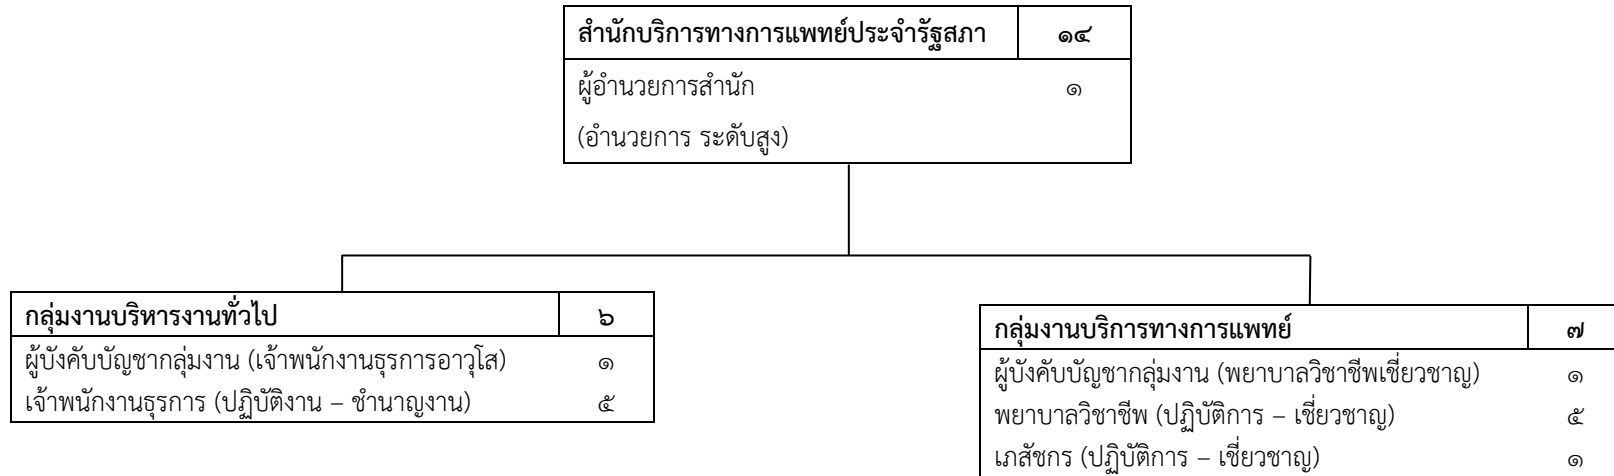 สำนักบริการทางการแพทย์ประจำรัฐสภา ๑๔
ผู้อำนวยการสำนัก ๑
(อำนวยการ ระดับสูง)
กลุ่มงานบริหารงานทั่วไป ๖
ผู้บังคับบัญชากลุ่มงาน (เจ้าพนักงานธุรการอาวุโส) ๑
เจ้าพนักงานธุรการ (ปฏิบัติงาน – ชำนาญงาน) ๕
กลุ่มงานบริการทางการแพทย์ ๗
ผู้บังคับบัญชากลุ่มงาน (พยาบาลวิชาชีพเชี่ยวชาญ) ๑
พยาบาลวิชาชีพ (ปฏิบัติการ – เชี่ยวชาญ) ๕
เภสัชกร (ปฏิบัติการ – เชี่ยวชาญ) ๑